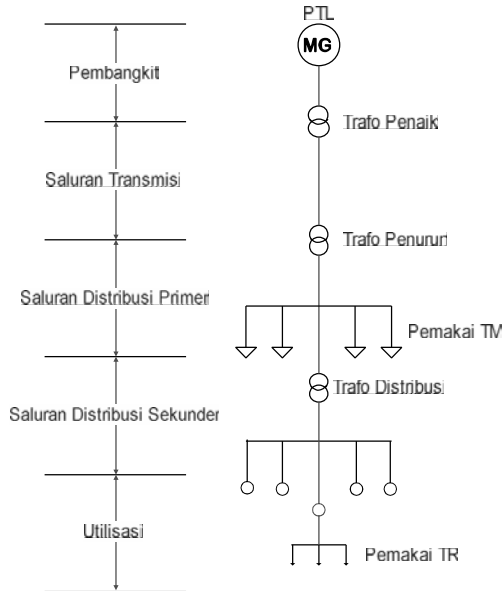 PTL
MG
Pembangkit
Trafo Penaik
Saluran Transmisi
Trafo Penurun
Saluran Distribusi Primer
Pemakai TM
Trafo Distribusi
Saluran Distribusi Sekunder
Utilisasi
Pemakai TR